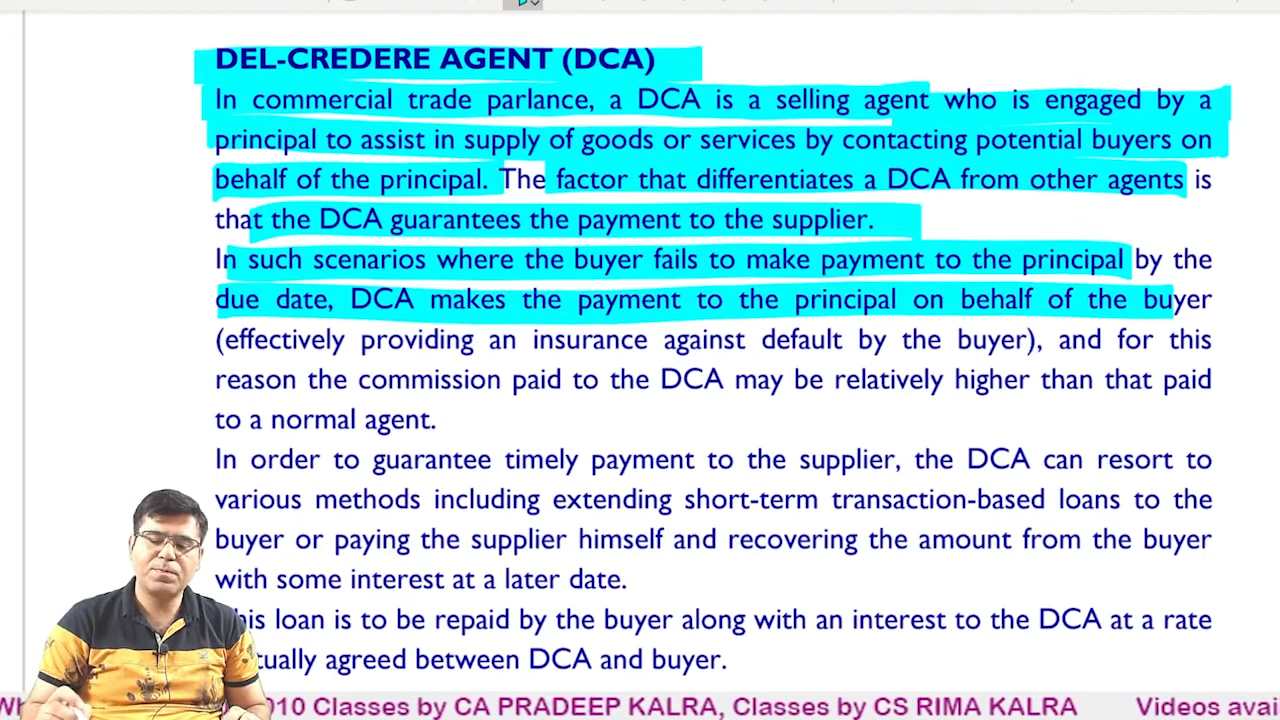 DEL-CREDERE AGENT (DCA)
In commercial trade parlance, a DCA is a selling agent who is engaged by a
principal to assist in supply of goods or services by contacting potential buyers on
behalf of the principal. The factor that differentiates a DCA from other agents is
that the DCA guarantees the payment to the supplier.
In such scenarios where the buyer fails to make payment to the principal by the
due date, DCA makes the payment to the principal on behalf of the buyer
(effectively providing an insurance against default by the buyer), and for this
reason the commission paid to the DCA may be relatively higher than that paid
to a normal agent.
In order to guarantee timely payment to the supplier, the DCA can resort to
various methods including extending short-term transaction-based loans to the
buyer or paying the supplier himself and recovering the amount from the buyer
with some interest at a later date.
his loan is to be repaid by the buyer along with an interest to the DCA at a rate
tually agreed between DCA and buyer.
Wh 010 Classes by CA PRADEEP KALRA, Classes by CS RIMA KALRA Videos avai